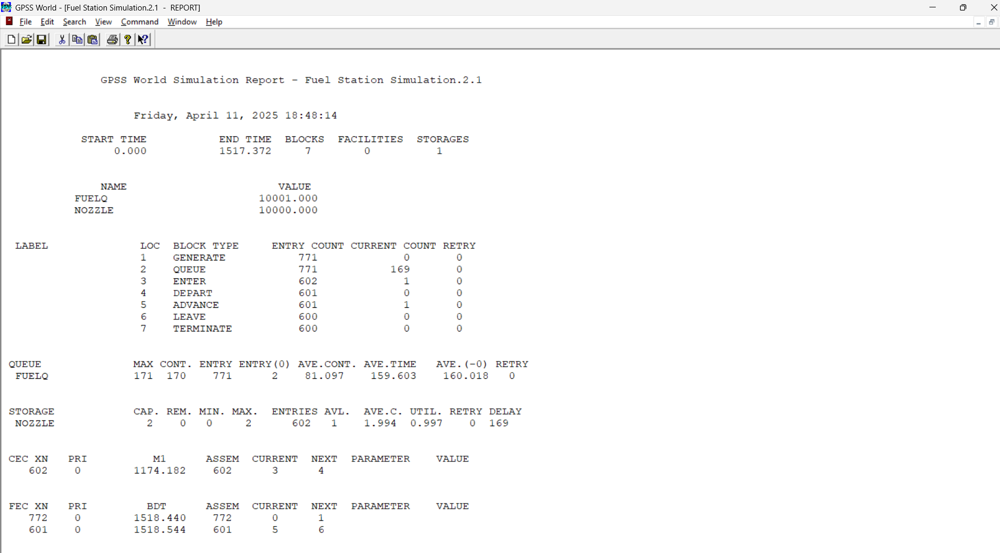 GPSS World - [Fuel Station Simulation.2.1 - REPORT]
File Edit Search View Command Window Help
GPSS World Simulation Report - Fuel Station Simulation.2.1
Friday, April 11, 2025 18:48:14
START TIME END TIME BLOCKS FACILITIES STORAGES
0.000 1517.372 7 0 1
NAME VALUE
FUELQ 10001.000
NOZZLE 10000.000
LABEL LOC BLOCK TYPE ENTRY COUNT CURRENT COUNT RETRY
1 GENERATE 771 0 0
2 QUEUE 771 169 0
3 ENTER 602 1 0
4 DEPART 601 0 0
5 ADVANCE 601 1 0
6 LEAVE 600 0 0
7 TERMINATE 600 0 0
QUEUE MAX CONT. ENTRY ENTRY(0) AVE.CONT. AVE.TIME AVE.(-0) RETRY
FUELQ 171 170 771 2 81.097 159.603 160.018 0
STORAGE CAP. REM. MIN. MAX. ENTRIES AVL. AVE.C. UTIL. RETRY DELAY
NOZZLE 2 0 0 2 602 1 1.994 0.997 0 169
CEC XN PRI M1 ASSEM CURRENT NEXT PARAMETER VALUE
602 0 1174.182 602 3 4
FEC XN PRI BDT ASSEM CURRENT NEXT PARAMETER VALUE
772 0 1518.440 772 0 1
601 0 1518.544 601 5 6